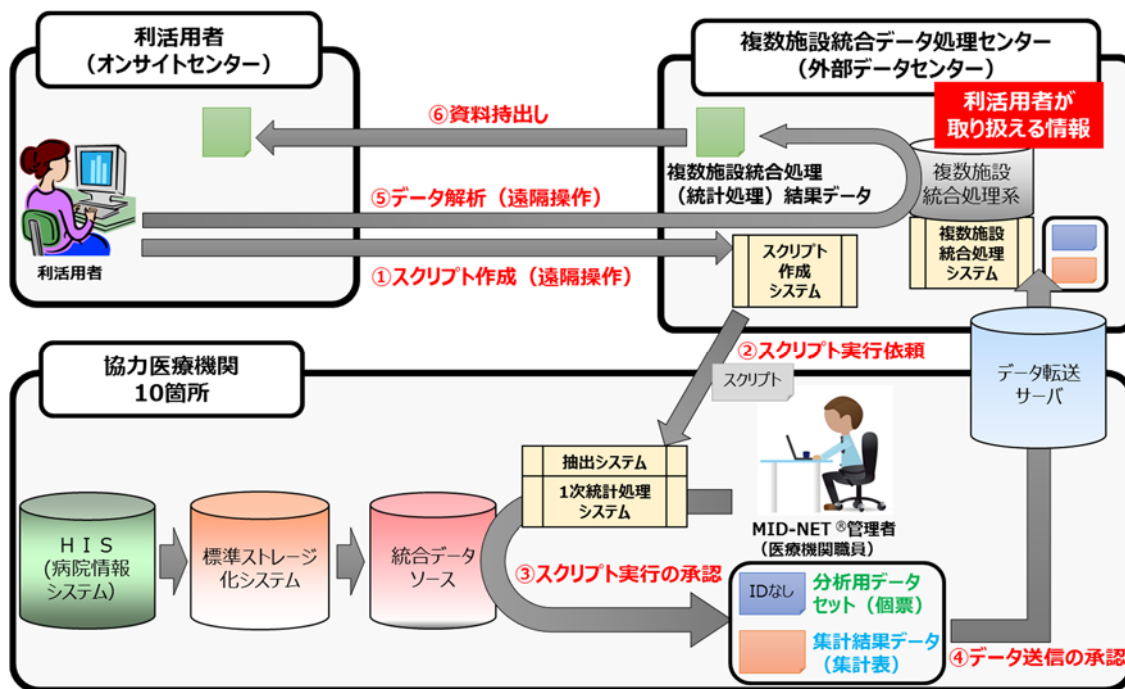 利活用者
(オンサイトセンター)
複数施設統合データ処理センター
(外部データセンター)
利活用者が
取り扱える情報
⑥資料持出し
複数施設統合処理
(統計処理)結果データ
複数施設
統合処理系
⑤データ解析(遠隔操作)
複数施設
統合処理
システム
利活用者
①スクリプト作成(遠隔操作)
スクリプト
作成
システム
協力医療機関
10箇所
②スクリプト実行依頼
スクリプト
データ転送
サーバ
抽出システム
1次統計処理
システム
MID-NET®管理者
(医療機関職員)
HIS
(病院情報
システム)
標準ストレージ
化システム
統合データ
ソース
③スクリプト実行の承認
IDなし
分析用データ
セット(個票)
集計結果データ
(集計表)
④データ送信の承認